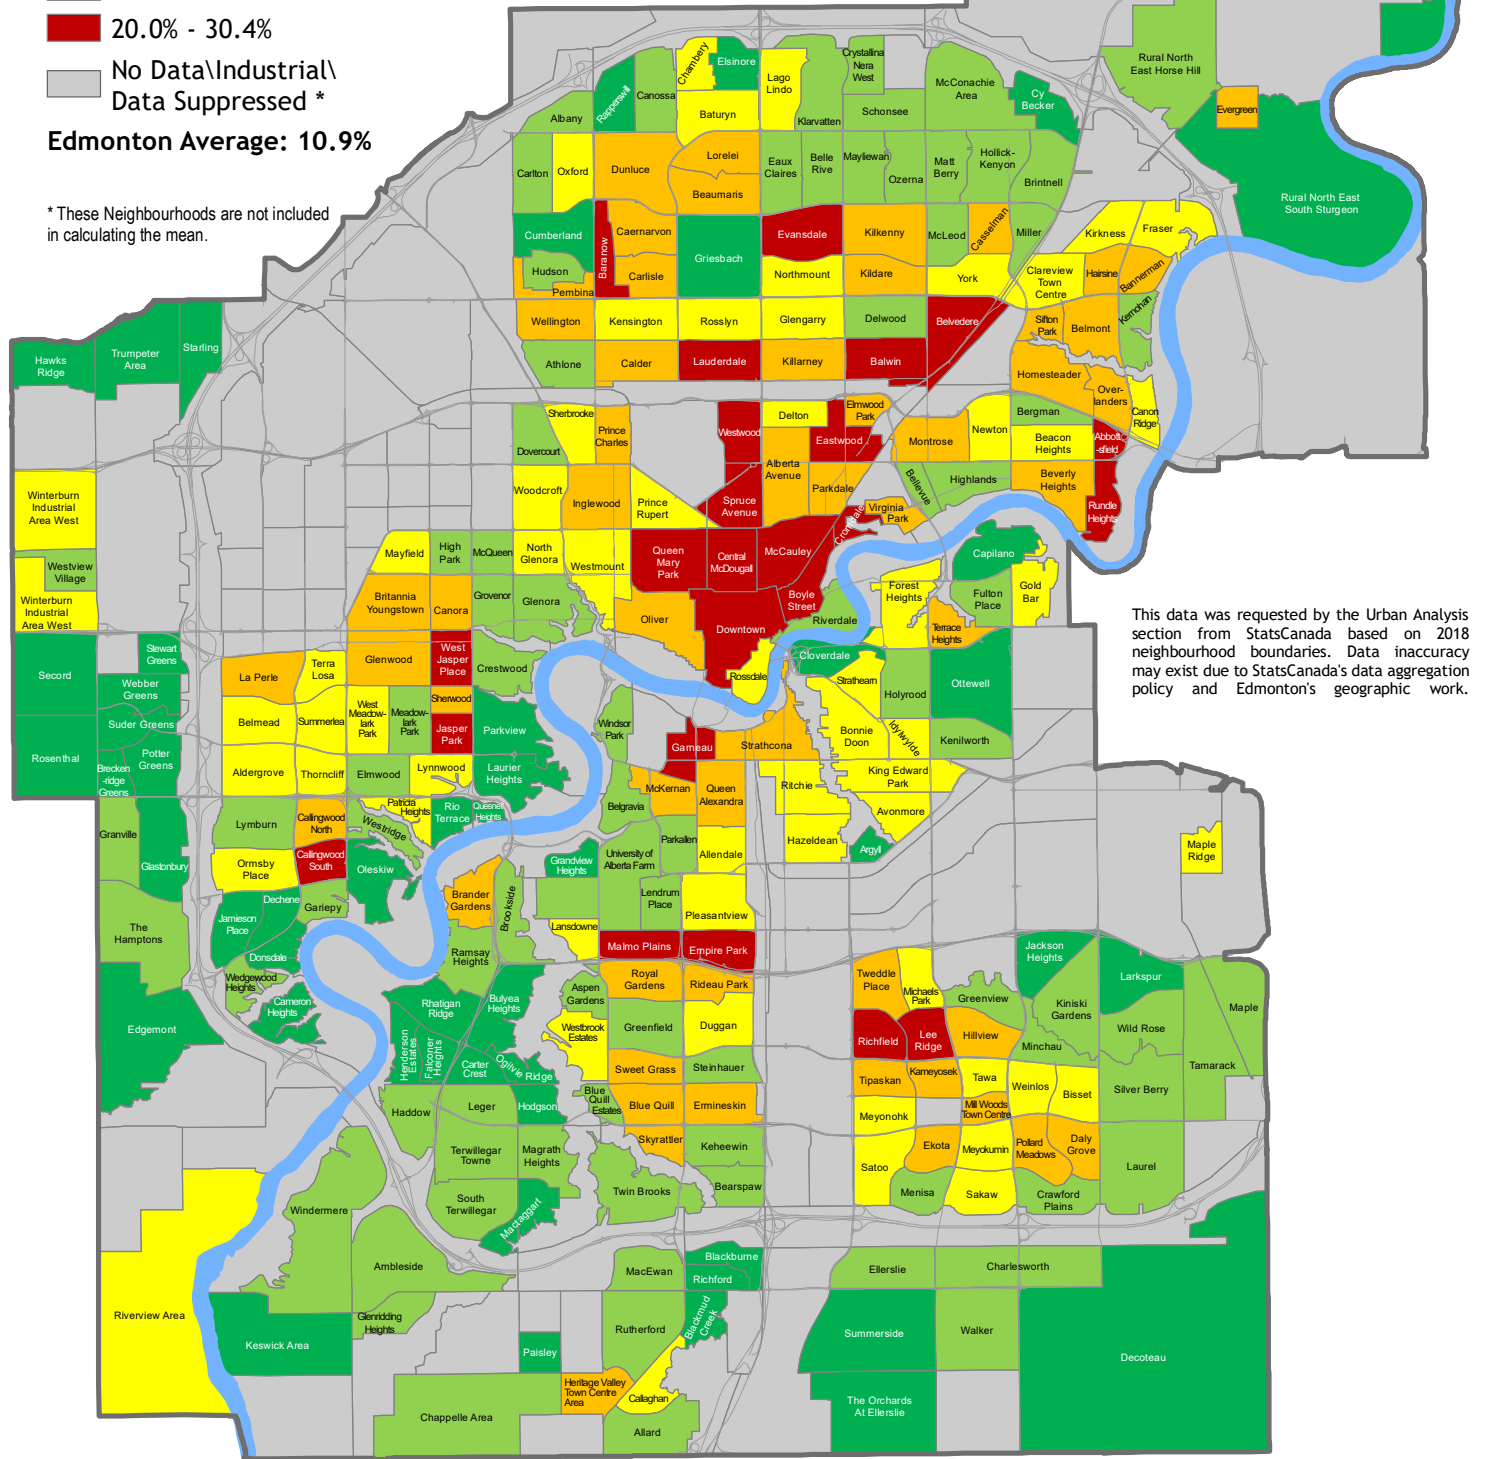 20.0% - 30.4%
No Data\Industrial\
Data Suppressed *
Edmonton Average: 10.9%
* These Neighbourhoods are not included
in calculating the mean.
This data was requested by the Urban Analysis
section from StatsCanada based on 2018
neighbourhood boundaries. Data inaccuracy
may exist due to StatsCanada's data aggregation
policy and Edmonton's geographic work.
Chambery
Elsinore
Lago
Lindo
Crystallina
Nera
West
McConachie
Area
Cy
Becker
Rural North
East Horse Hill
Evergreen
Rapperswill
Canossa
Albany
Baturyn
Klarvatten
Schonsee
Rural North East
South Sturgeon
Carlton
Oxford
Dunluce
Lorelei
Beaumaris
Eaux
Claires
Belle
Rive
Mayliewan
Ozerna
Matt
Berry
Hollick-
Kenyon
Brintnell
Cumberland
Hudson
Pembina
Baranow
Caernarvon
Carlisle
Griesbach
Evansdale
Northmount
Kilkenny
Kildare
McLeod
Casselman
Miller
York
Kirkness
Fraser
Clareview
Town
Centre
Hairsine
Bannerman
Kernohan
Wellington
Kensington
Rosslyn
Glengarry
Delwood
Belvedere
Sifton
Park
Belmont
Hawks
Ridge
Trumpeter
Area
Starling
Athlone
Calder
Lauderdale
Killarney
Balwin
Homesteader
Over-
landers
Canon
Ridge
Sherbrooke
Dovercourt
Prince
Charles
Westwood
Delton
Elmwood
Park
Eastwood
Alberta
Avenue
Parkdale
Montrose
Newton
Bergman
Beacon
Heights
Abbott
-sfield
Bellevue
Highlands
Beverly
Heights
Rundle
Heights
Winterburn
Industrial
Area West
Westview
Village
Winterburn
Industrial
Area West
Woodcroft
Inglewood
Prince
Rupert
Spruce
Avenue
Virginia
Park
Cromdale
Mayfield
High
Park
McQueen
North
Glenora
Westmount
Queen
Mary
Park
Central
McDougall
McCauley
Boyle
Street
Capilano
Britannia
Youngstown
Canora
Grovenor
Glenora
Oliver
Downtown
Riverdale
Forest
Heights
Fulton
Place
Gold
Bar
Terrace
Heights
Secord
Stewart
Greens
Webber
Greens
Suder Greens
La Perle
Terra
Losa
Glenwood
West
Jasper
Place
Crestwood
Rossdale
Cloverdale
Strathearn
Holyrood
Ottewell
Rosenthal
Brecken
-ridge
Greens
Potter
Greens
Belmead
Summerlea
West
Meadow-
lark
Park
Meadow-
lark
Park
Sherwood
Jasper
Park
Parkview
Windsor
Park
Garneau
Strathcona
Bonnie
Doon
Idylwylde
Kenilworth
Aldergrove
Thorncliff
Elmwood
Lynnwood
Laurier
Heights
Belgravia
McKernan
Queen
Alexandra
Ritchie
King Edward
Park
Avonmore
Granville
Glastonbury
Lymburn
Callingwood
North
Patricia
Heights
Westridge
Rio
Terrace
Quesnell
Heights
Parkallen
Allendale
Hazeldean
Argyll
Maple
Ridge
Ormsby
Place
Callingwood
South
Oleskiw
Grandview
Heights
University of
Alberta Farm
The
Hamptons
Jamieson
Place
Dechene
Gariepy
Donsdale
Brander
Gardens
Brookside
Lendrum
Place
Pleasantview
Lansdowne
Malmo Plains
Empire Park
Edgemont
Wedgewood
Heights
Cameron
Heights
Ramsay
Heights
Rhatigan
Ridge
Bulyea
Heights
Aspen
Gardens
Royal
Gardens
Rideau Park
Westbrook
Estates
Greenfield
Duggan
Henderson
Estates
Falconer
Heights
Carter
Crest
Ogilvie Ridge
Sweet Grass
Steinhauer
Haddow
Leger
Hodgson
Blue
Quill
Estates
Blue Quill
Ermineskin
Skyrattler
Keheewin
Terwillegar
Towne
Magrath
Heights
Twin Brooks
Bearspaw
South
Terwillegar
Mactaggart
Tweddle
Place
Michaels
Park
Greenview
Jackson
Heights
Kiniski
Gardens
Larkspur
Maple
Richfield
Lee
Ridge
Hillview
Minchau
Wild Rose
Tamarack
Tipaskan
Kameyosek
Tawa
Weinlos
Bisset
Silver Berry
Meyonohk
Mill Woods
Town Centre
Satoo
Ekota
Meyokumin
Pollard
Meadows
Daly
Grove
Laurel
Menisa
Sakaw
Crawford
Plains
Riverview Area
Windermere
Ambleside
Glenridding
Heights
Keswick Area
MacEwan
Blackburne
Richford
Blackmud
Creek
Rutherford
Paisley
Heritage Valley
Town Centre
Area
Callaghan
Allard
Chappelle Area
Ellerslie
Charlesworth
Summerside
Walker
Decoteau
The Orchards
At Ellerslie